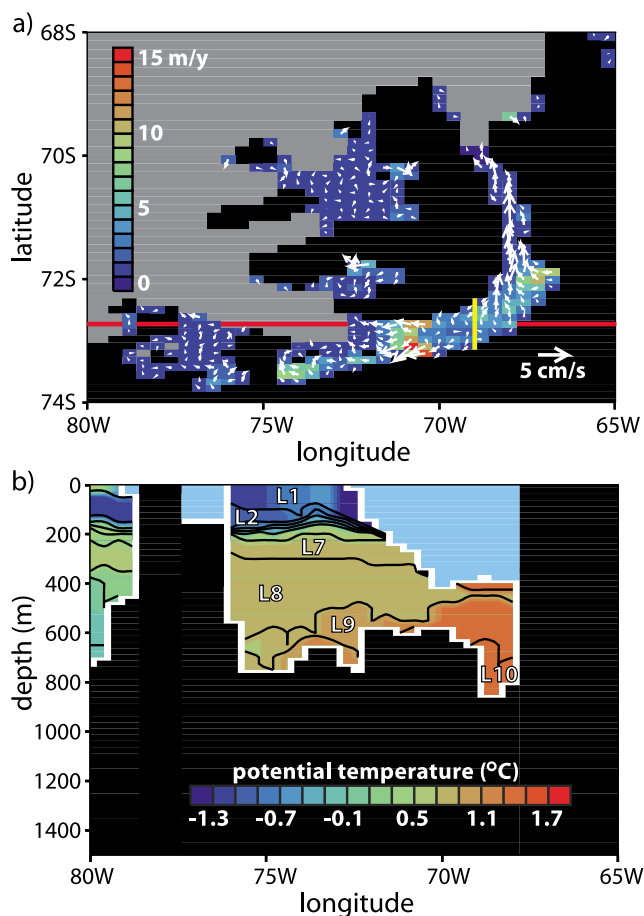 a)
68S
15 m/y
70S
10
latitude
5
72S
0
5 cm/s
74S
80W 75W 70W 65W
longitude
b)
0
L1
L2
200
L7
400
L8
L9
600
L10
800
depth (m)
1000
potential temperature (°C)
1200
-1.3 -0.7 -0.1 0.5 1.1 1.7
1400
80W 75W 70W 65W
longitude